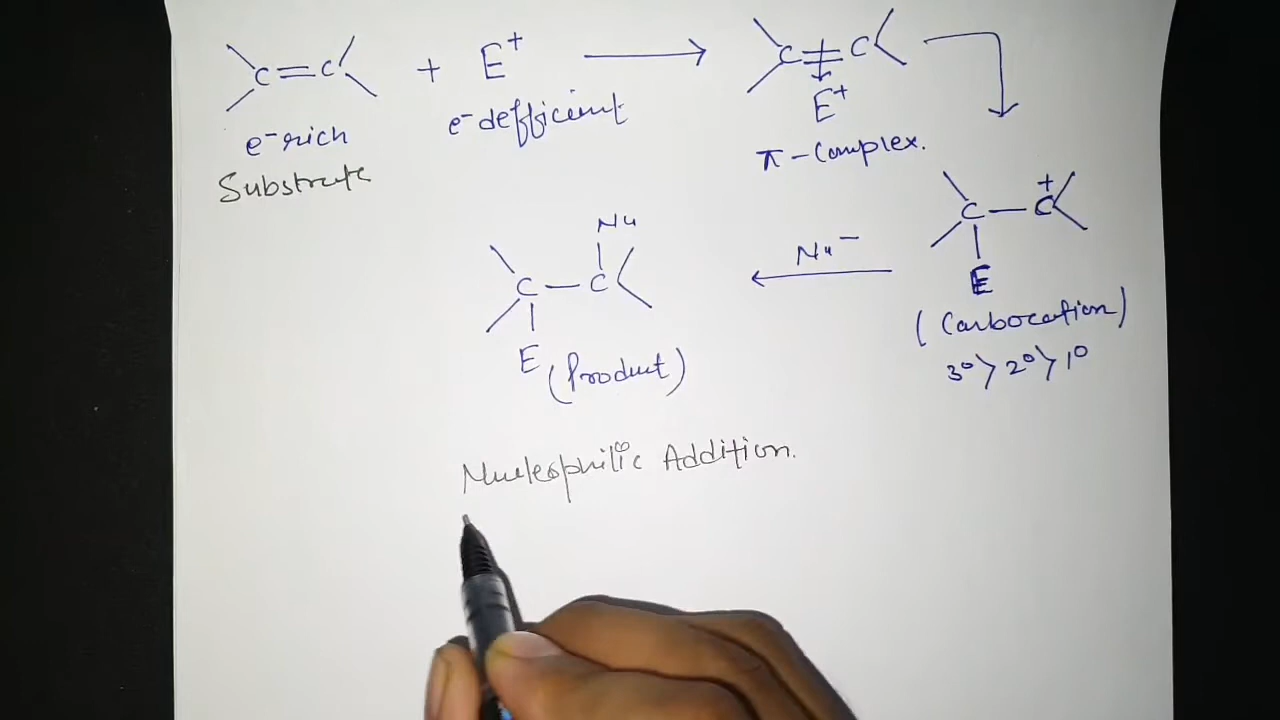 C=C + E⁺ → C=C
E⁺
e⁻ rich e⁻ defficient
π-Complex.
Substrate
C—C⁺
E
(Carbocation)
3° > 2° > 1°
Nu⁻
Nu
C—C
E (Product)
Nucleophilic Addition.